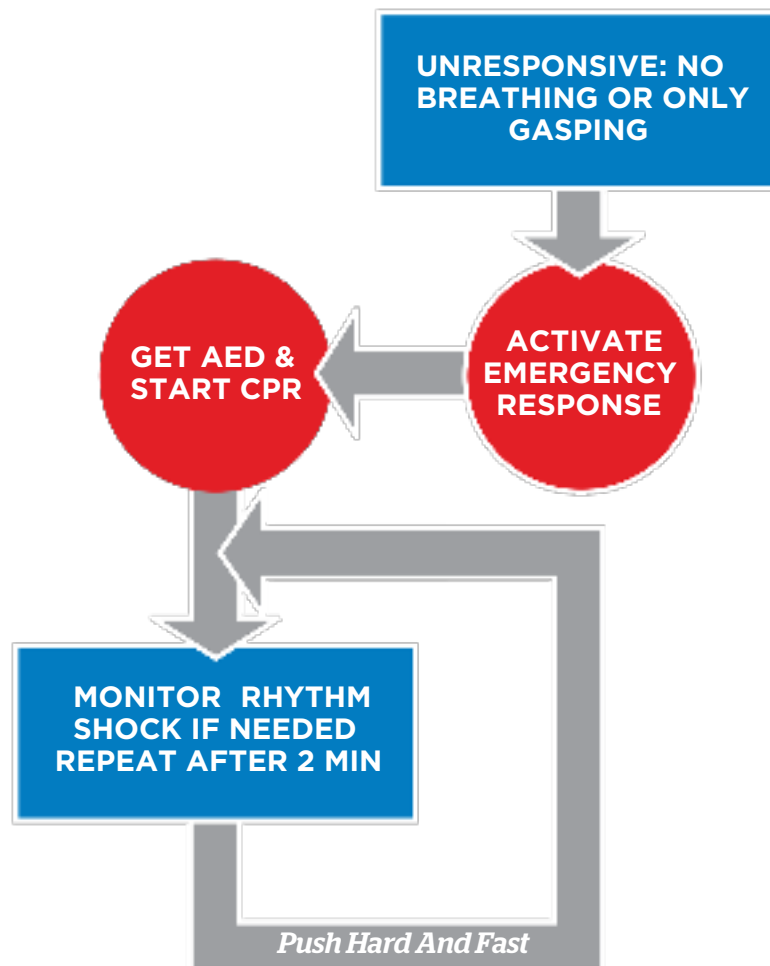 UNRESPONSIVE: NO
BREATHING OR ONLY
GASPING
ACTIVATE
EMERGENCY
RESPONSE
GET AED &
START CPR
MONITOR RHYTHM
SHOCK IF NEEDED
REPEAT AFTER 2 MIN
Push Hard And Fast